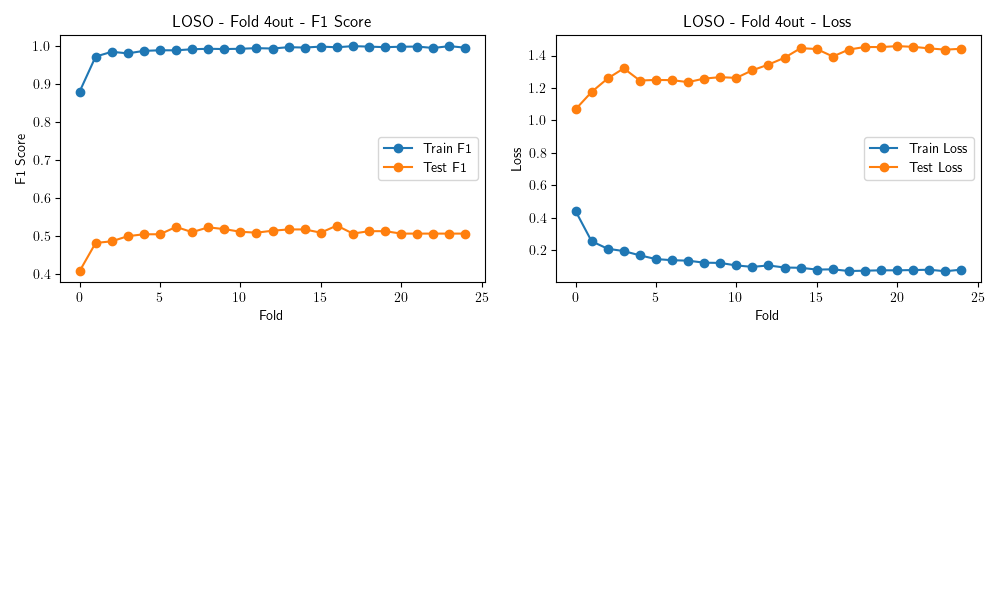 LOSO - Fold 4out - F1 Score
1.0
0.9
0.8
0.7
0.6
0.5
0.4
F1 Score
Train F1
Test F1
0 5 10 15 20 25
Fold
LOSO - Fold 4out - Loss
1.4
1.2
1.0
0.8
0.6
0.4
0.2
Loss
Train Loss
Test Loss
0 5 10 15 20 25
Fold